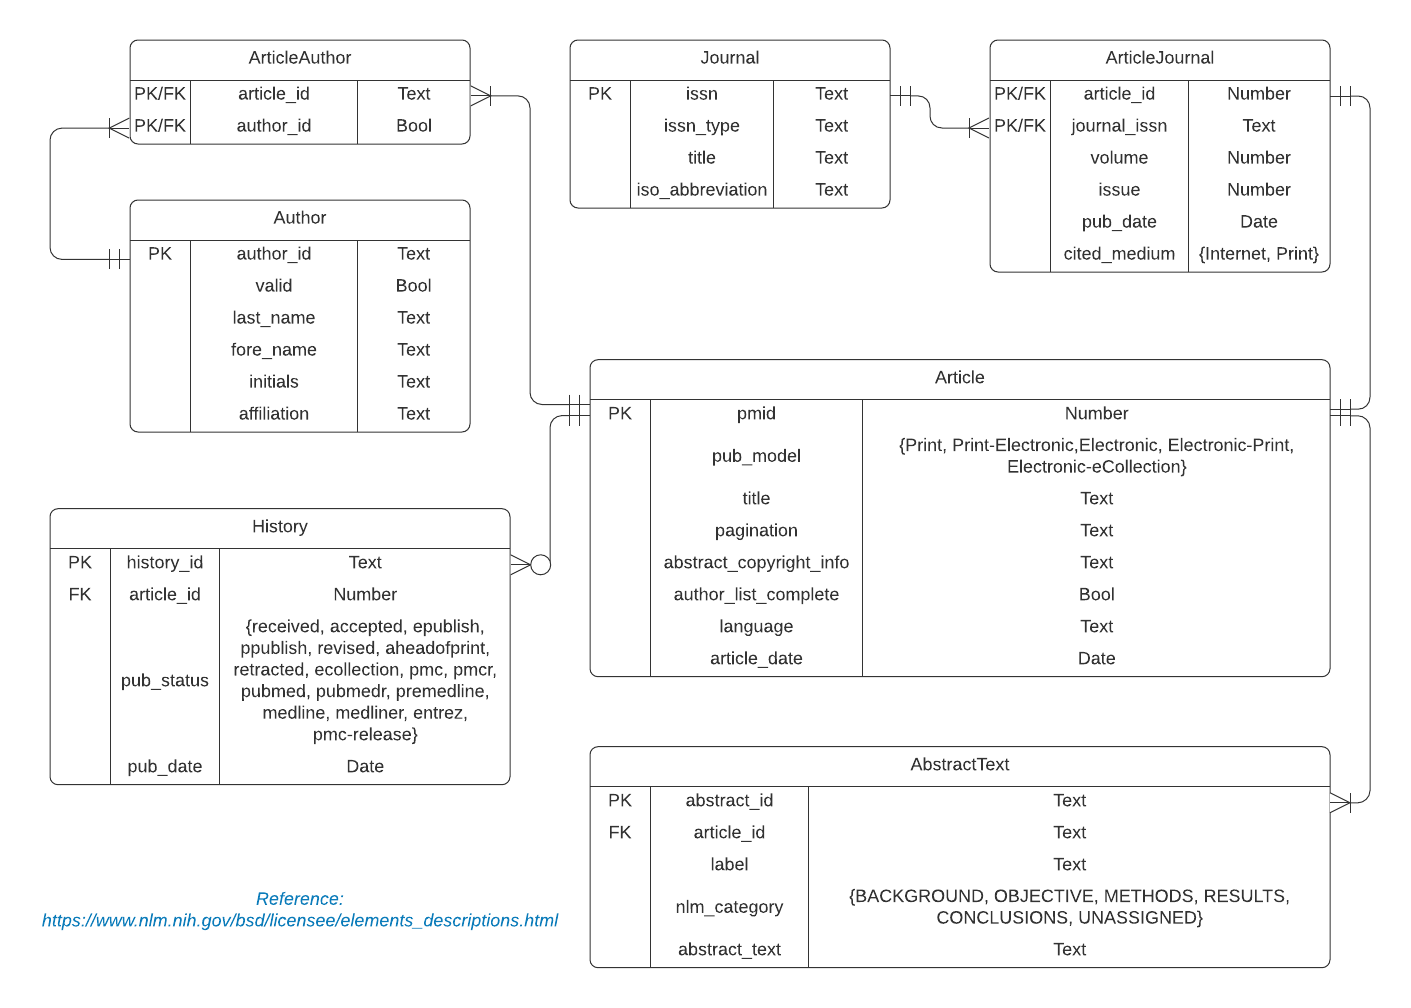 ArticleAuthor
PK/FK article_id Text
PK/FK author_id Bool
Author
PK author_id Text
valid Bool
last_name Text
fore_name Text
initials Text
affiliation Text
Journal
PK issn Text
issn_type Text
title Text
iso_abbreviation Text
ArticleJournal
PK/FK article_id Number
PK/FK journal_issn Text
volume Number
issue Number
pub_date Date
cited_medium {Internet, Print}
Article
PK pmid Number
pub_model {Print, Print-Electronic,Electronic, Electronic-Print,
Electronic-eCollection}
title Text
pagination Text
abstract_copyright_info Text
author_list_complete Bool
language Text
article_date Date
History
PK history_id Text
FK article_id Number
pub_status {received, accepted, epublish,
ppublish, revised, aheadofprint,
retracted, ecollection, pmc, pmcr,
pubmed, pubmedr, premedline,
medline, medliner, entrez,
pmc-release}
pub_date Date
AbstractText
PK abstract_id Text
FK article_id Text
label Text
nlm_category {BACKGROUND, OBJECTIVE, METHODS, RESULTS,
CONCLUSIONS, UNASSIGNED}
abstract_text Text
Reference:
https://www.nlm.nih.gov/bsd/licensee/elements_descriptions.html